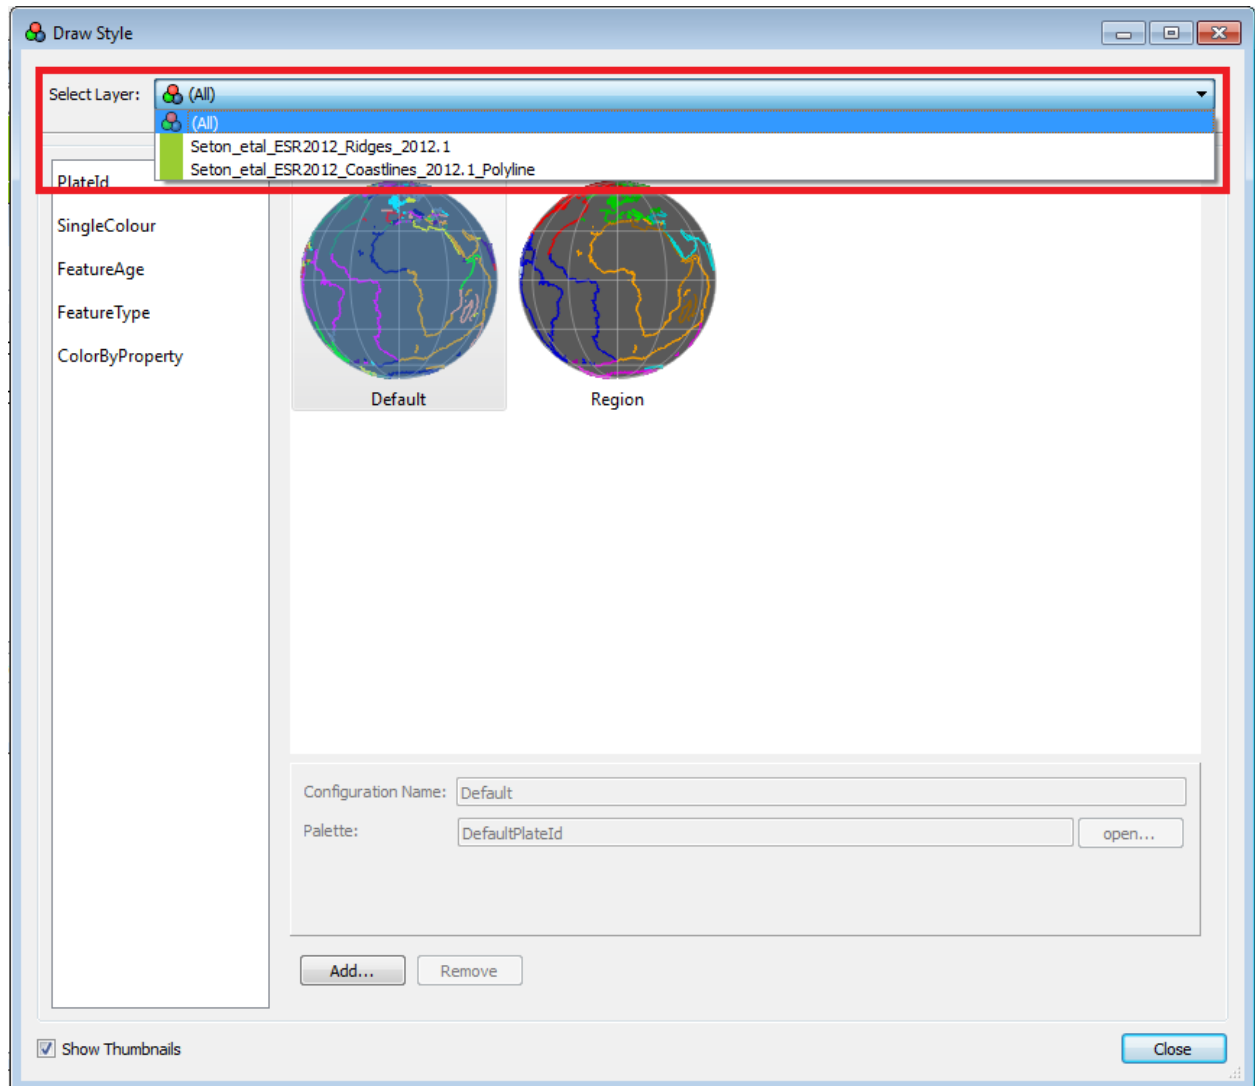 Draw Style
Select Layer: (All)
(All)
Seton_etal_ESR2012_Ridges_2012.1
Seton_etal_ESR2012_Coastlines_2012.1_Polyline
PlateId
SingleColour
FeatureAge
FeatureType
ColorByProperty
Default Region
Configuration Name: Default
Palette: DefaultPlateId open...
Add... Remove
Show Thumbnails Close